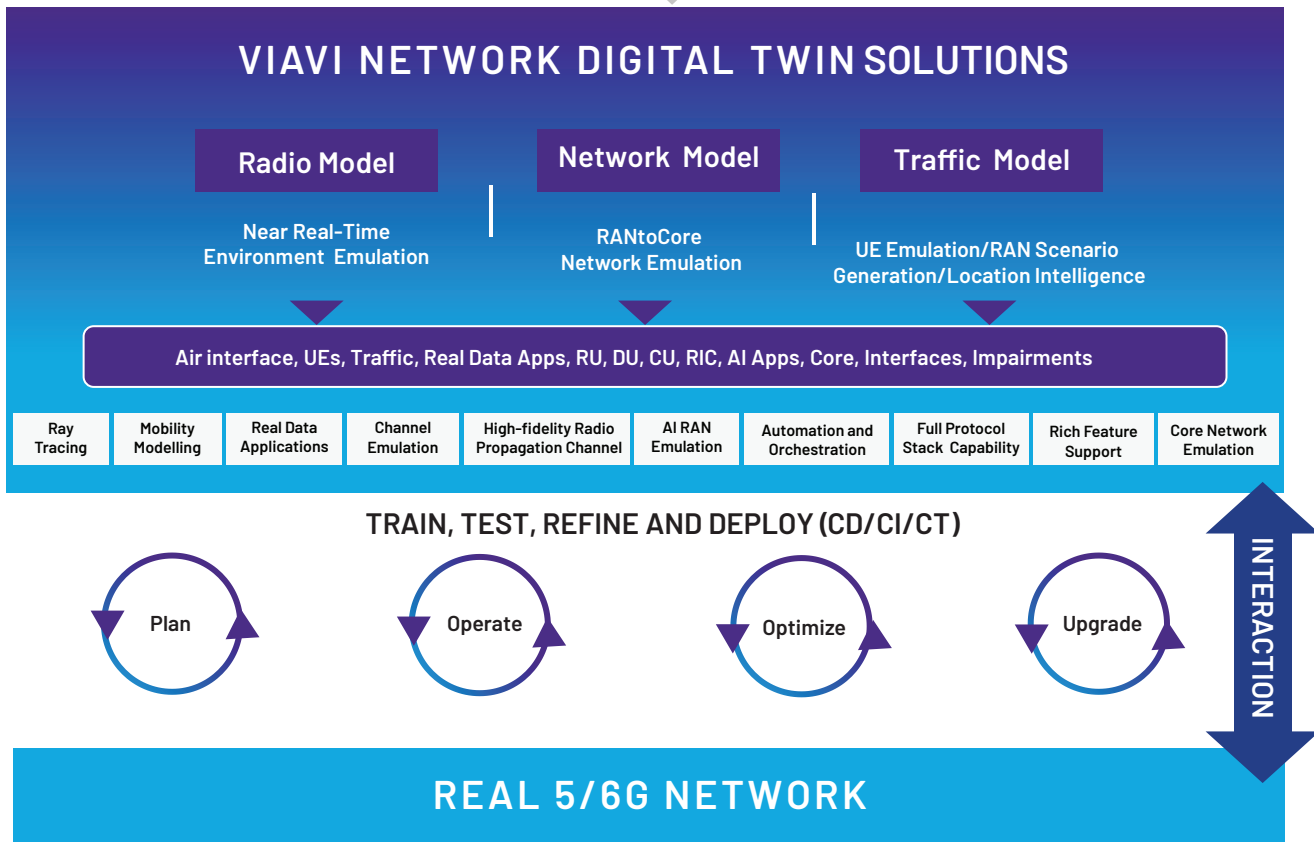 VIAVI NETWORK DIGITAL TWIN SOLUTIONS
Radio Model
Network Model
Traffic Model
Near Real-Time
Environment Emulation
RANtoCore
Network Emulation
UE Emulation/RAN Scenario
Generation/Location Intelligence
Air interface, UEs, Traffic, Real Data Apps, RU, DU, CU, RIC, AI Apps, Core, Interfaces, Impairments
Ray
Tracing
Mobility
Modelling
Real Data
Applications
Channel
Emulation
High-fidelity Radio
Propagation Channel
AI RAN
Emulation
Automation and
Orchestration
Full Protocol
Stack Capability
Rich Feature
Support
Core Network
Emulation
TRAIN, TEST, REFINE AND DEPLOY (CD/CI/CT)
Plan
Operate
Optimize
Upgrade
INTERACTION
REAL 5/6G NETWORK